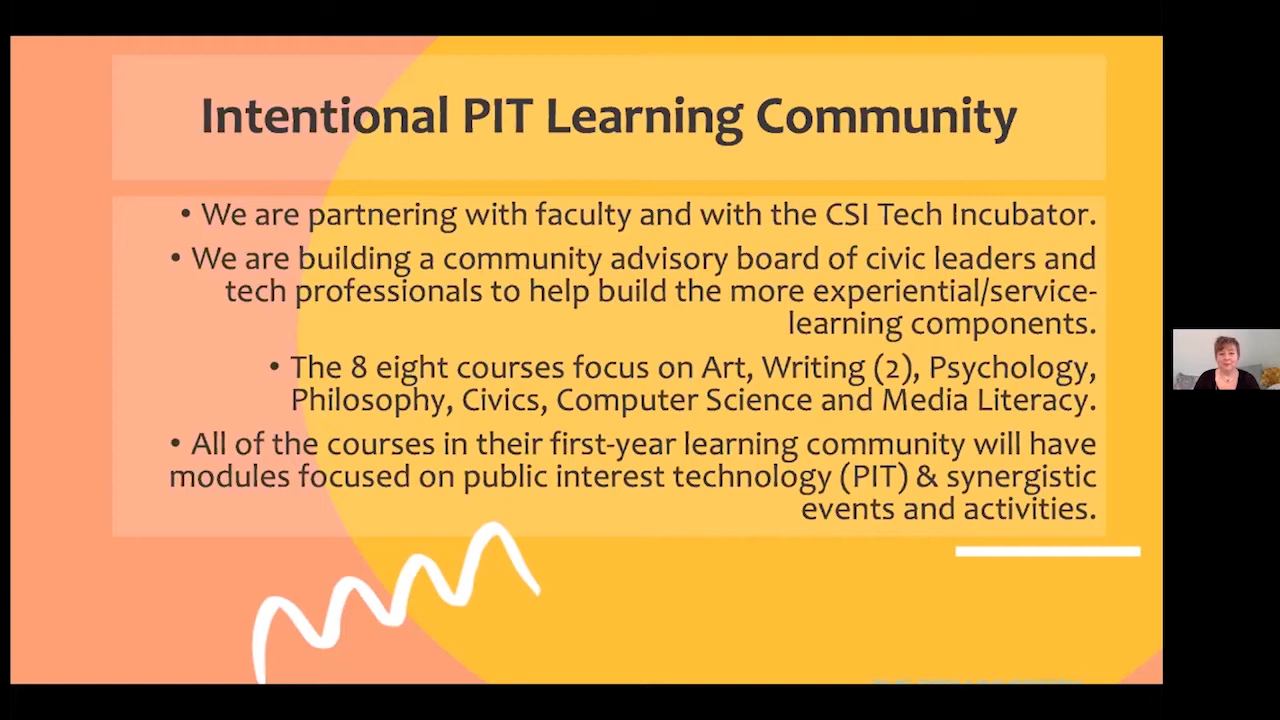 Intentional PIT Learning Community
• We are partnering with faculty and with the CSI Tech Incubator.
• We are building a community advisory board of civic leaders and
tech professionals to help build the more experiential/service-
learning components.
• The 8 eight courses focus on Art, Writing (2), Psychology,
Philosophy, Civics, Computer Science and Media Literacy.
• All of the courses in their first-year learning community will have
modules focused on public interest technology (PIT) & synergistic
events and activities.